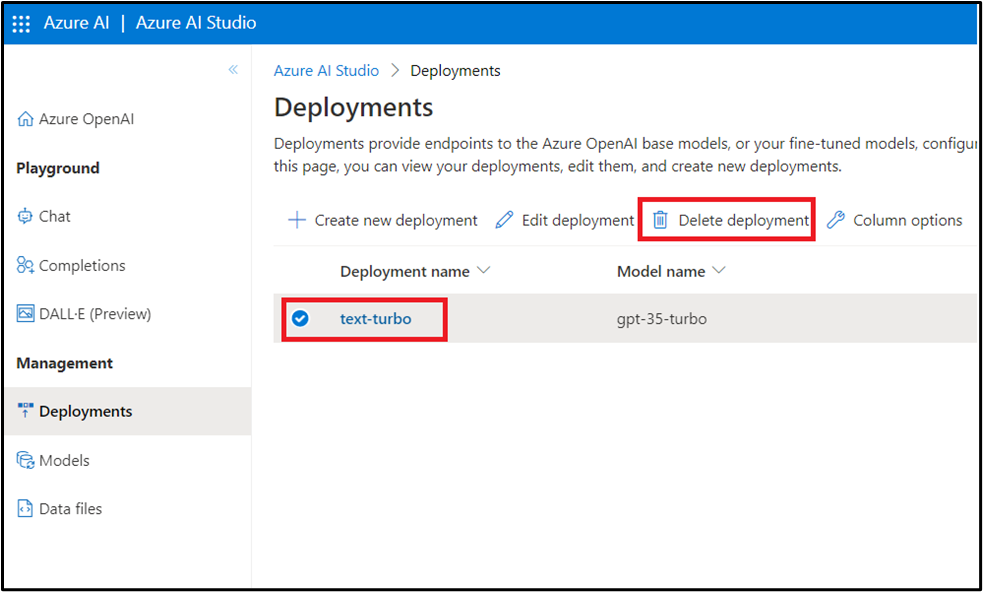 Azure AI | Azure AI Studio
«
Azure OpenAI
Playground
Chat
Completions
DALL·E (Preview)
Management
Deployments
Models
Data files
Azure AI Studio > Deployments
Deployments
Deployments provide endpoints to the Azure OpenAI base models, or your fine-tuned models,
this page, you can view your deployments, edit them, and create new deployments.
Create new deployment Edit deployment Delete deployment Column options
Deployment name Model name
text-turbo gpt-35-turbo